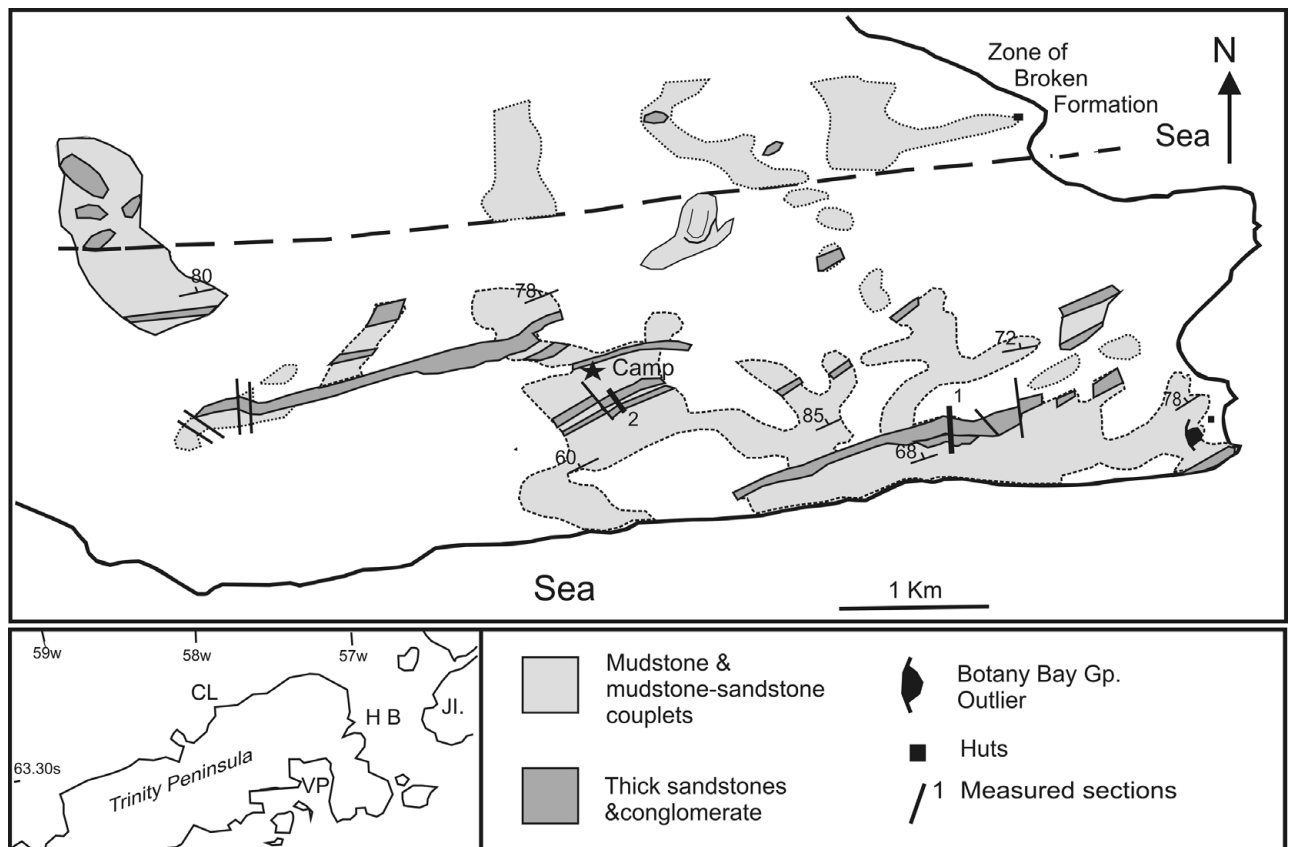 Zone of
Broken
Formation
N
Sea
80
78
72
Camp
1
2
85
78
60
68
Sea
1 Km
59w
58w
57w
CL
H B
JI.
63.30s
Trinity Peninsula
VP
Mudstone &
mudstone-sandstone
couplets
Thick sandstones
&conglomerate
Botany Bay Gp.
Outlier
Huts
1 Measured sections